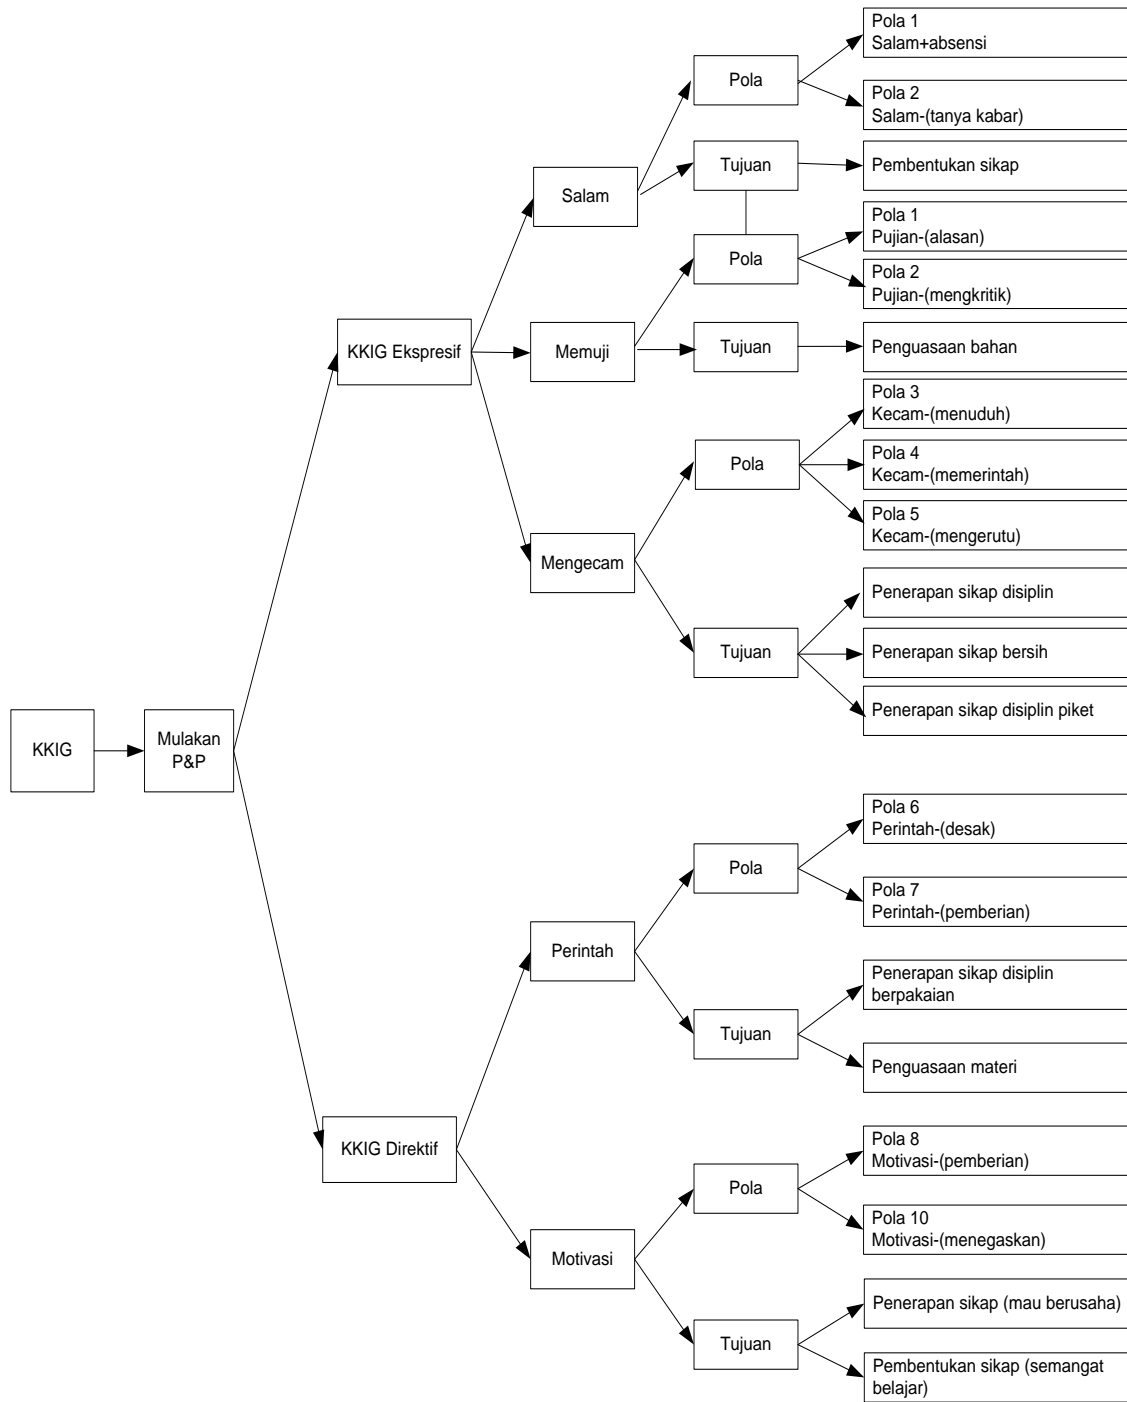 Pola 1
Salam+absensi
Pola
Pola 2
Salam-(tanya kabar)
Tujuan
Pembentukan sikap
Salam
Pola 1
Pujian-(alasan)
Pola
Pola 2
Pujian-(mengkritik)
KKIG Ekspresif
Memuji
Tujuan
Penguasaan bahan
Pola 3
Kecam-(menuduh)
Pola
Pola 4
Kecam-(memerintah)
Pola 5
Kecam-(mengerutu)
Mengecam
Penerapan sikap disiplin
Tujuan
Penerapan sikap bersih
Penerapan sikap disiplin piket
KKIG
Mulakan
P&P
Pola 6
Perintah-(desak)
Pola
Pola 7
Perintah-(pemberian)
Perintah
Penerapan sikap disiplin
berpakaian
Tujuan
Penguasaan materi
KKIG Direktif
Pola 8
Motivasi-(pemberian)
Pola
Pola 10
Motivasi-(menegaskan)
Motivasi
Penerapan sikap (mau berusaha)
Tujuan
Pembentukan sikap (semangat
belajar)